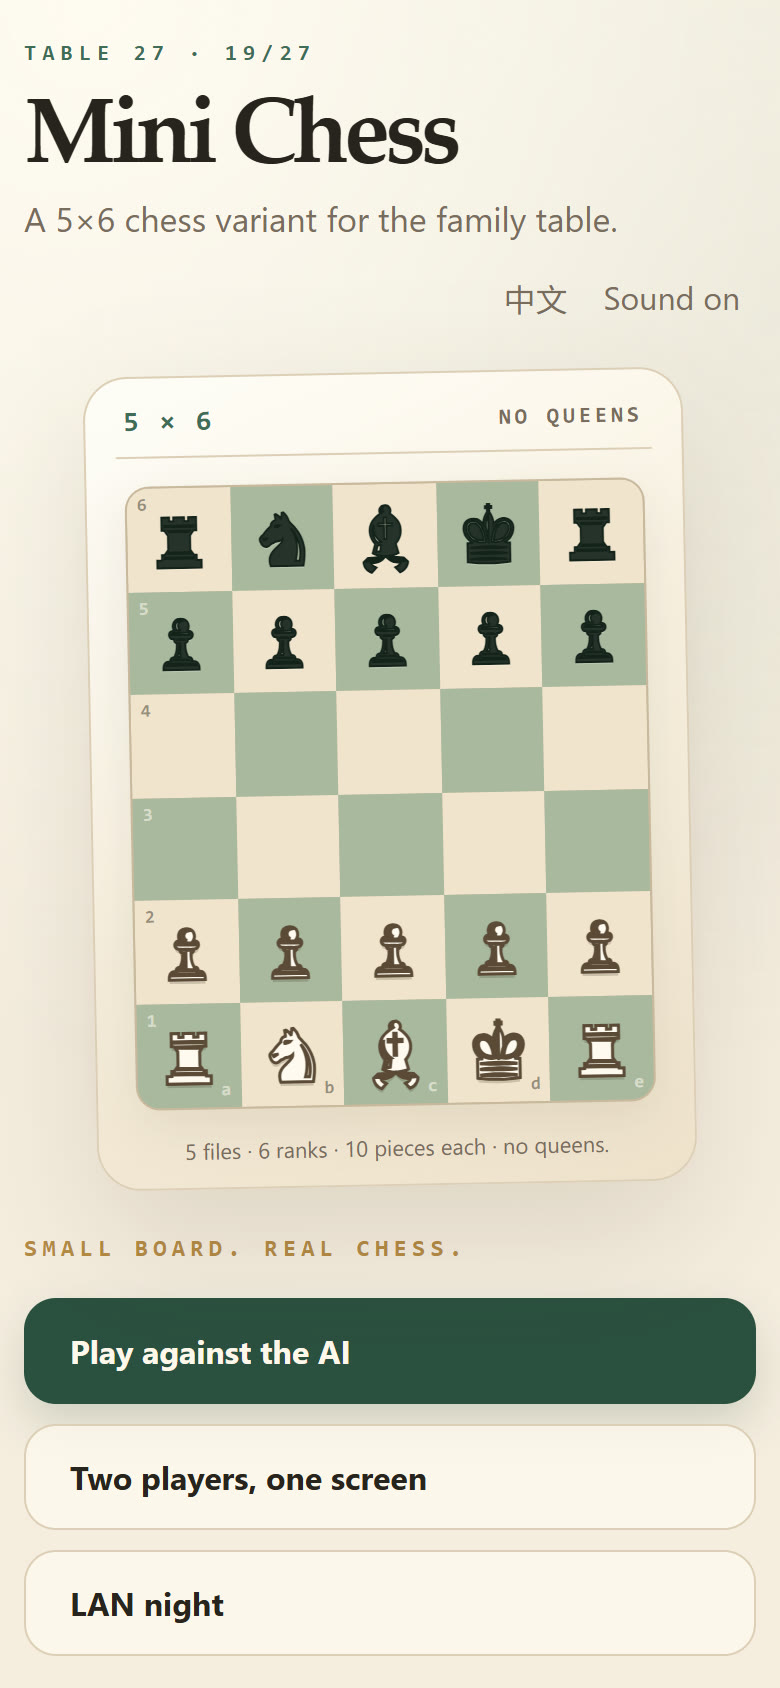 TABLE 27 · 19/27
Mini Chess
A 5×6 chess variant for the family table.
中文 Sound on
5 × 6 NO QUEENS
6
5
4
3
2
1
a b c d e
5 files · 6 ranks · 10 pieces each · no queens.
SMALL BOARD. REAL CHESS.
Play against the AI
Two players, one screen
LAN night